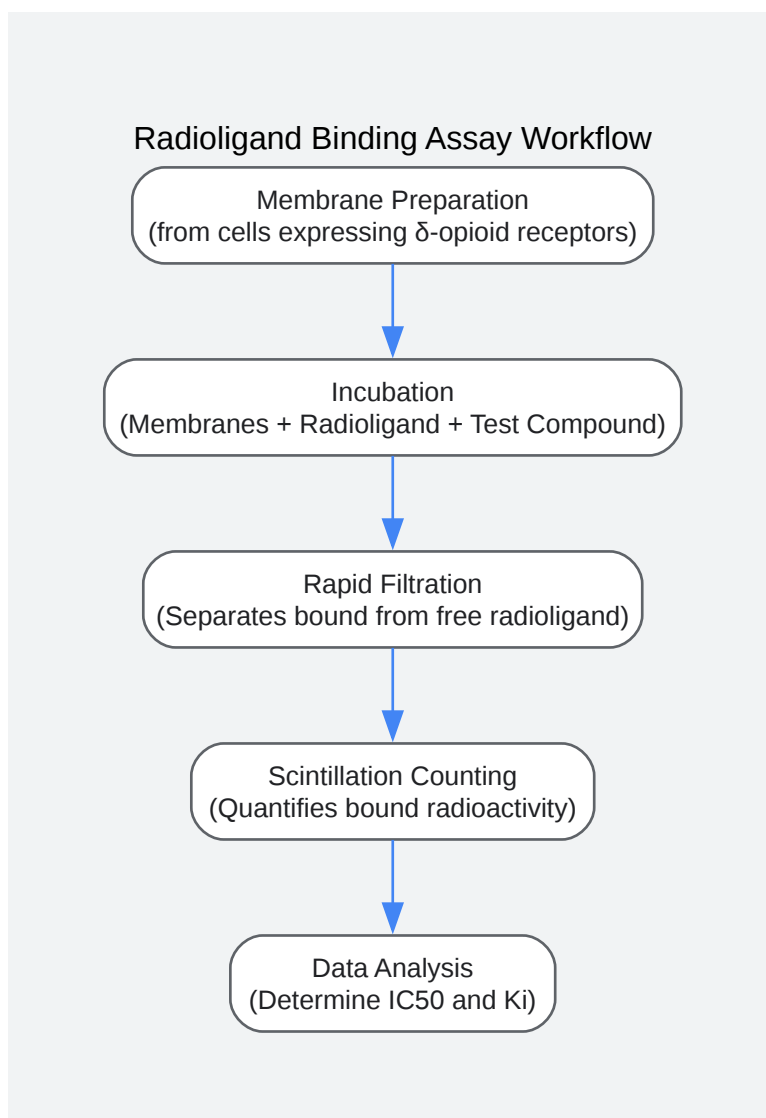 Radioligand Binding Assay Workflow
Membrane Preparation
(from cells expressing δ-opioid receptors)
Incubation
(Membranes + Radioligand + Test Compound)
Rapid Filtration
(Separates bound from free radioligand)
Scintillation Counting
(Quantifies bound radioactivity)
Data Analysis
(Determine IC50 and Ki)